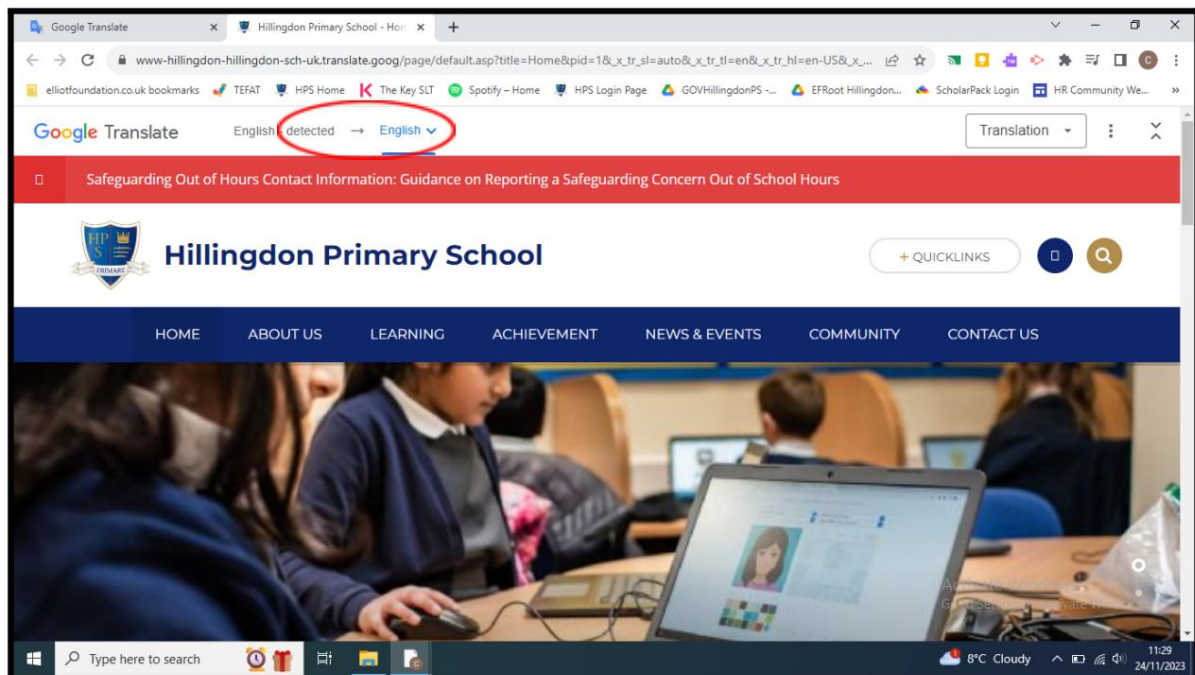 Google Translate
Hillingdon Primary School - Hon
www-hillingdon-hillingdon-sch-uk.translate.goog/page/default.asp?title=Home&pid=1&_x_tr_sl=auto&_x_tr_tl=en&_x_tr_hl=en-US&_x_...
elliotfoundation.co.uk bookmarks TEFAT HPS Home The Key SLT Spotify – Home HPS Login Page GOVHillingdonPS -... EFRoot Hillingdon... ScholarPack Login HR Community We... »
Google Translate English - detected → English Translation
Safeguarding Out of Hours Contact Information: Guidance on Reporting a Safeguarding Concern Out of School Hours
HP
S
PRIMARY
Hillingdon Primary School
+ QUICKLINKS
HOME ABOUT US LEARNING ACHIEVEMENT NEWS & EVENTS COMMUNITY CONTACT US
Type here to search
8°C Cloudy
11:29
24/11/2023